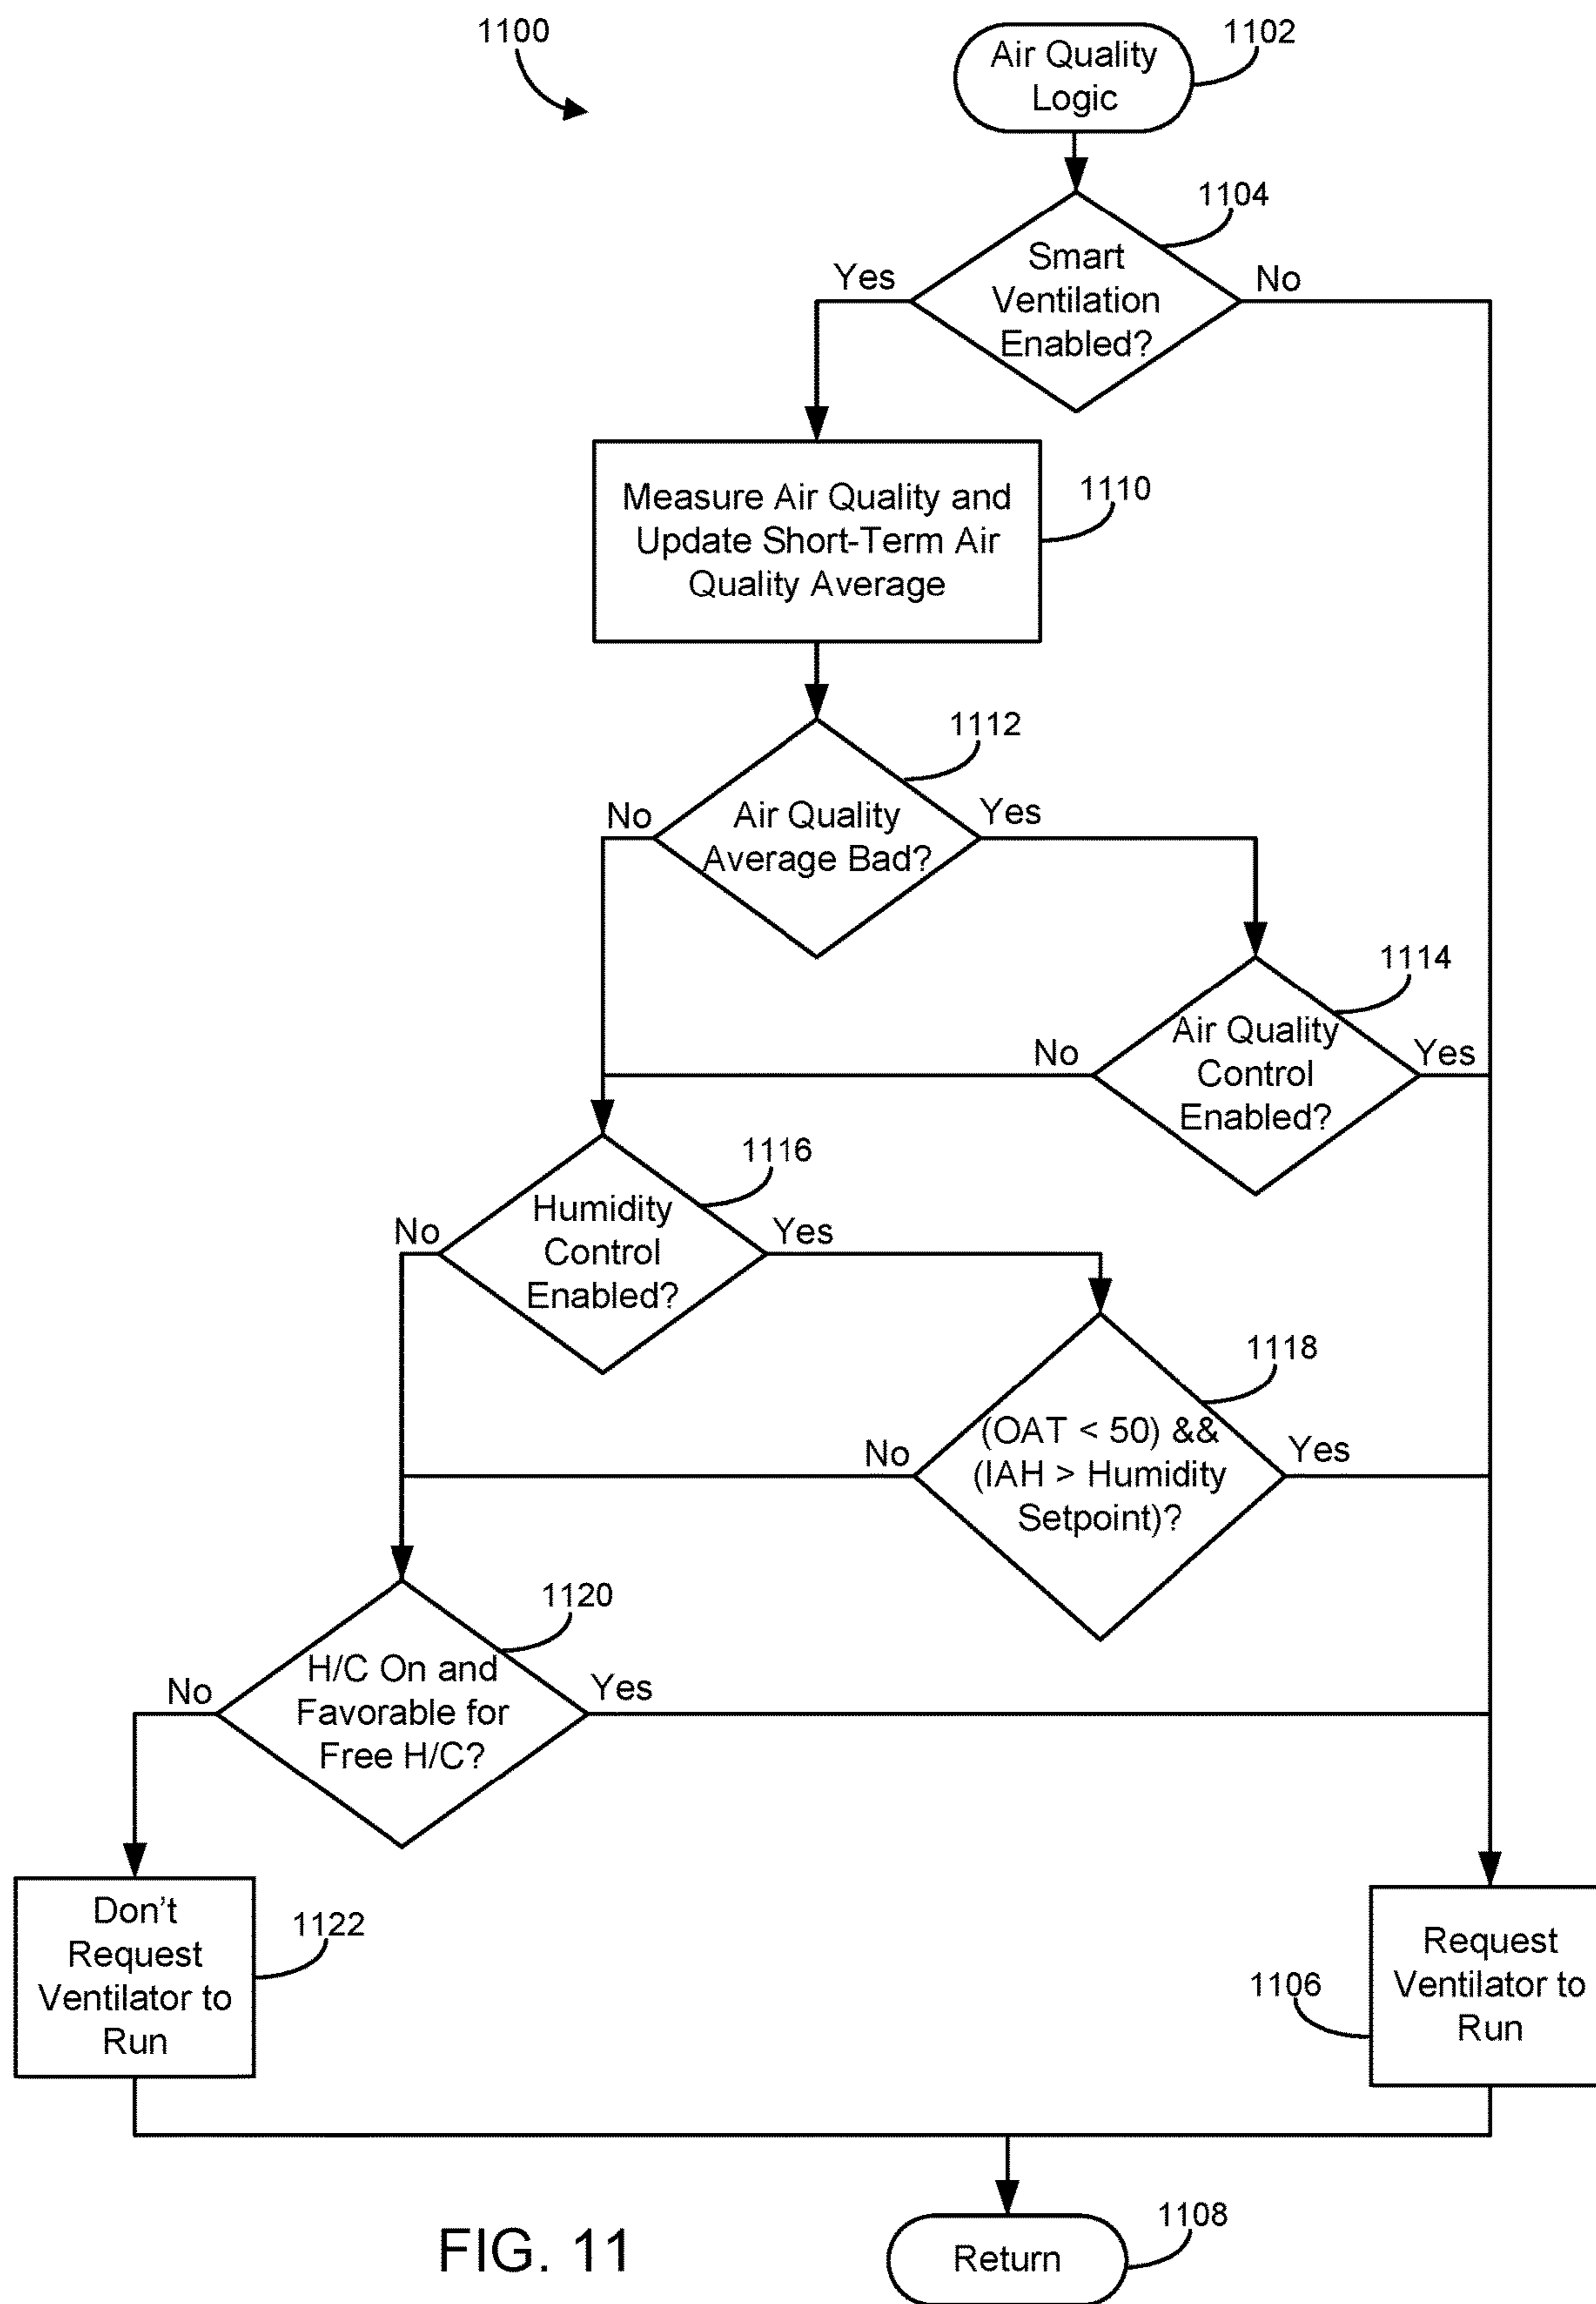 1100
1102
Air Quality
Logic
1104
Smart
Ventilation
Enabled?
Yes
No
Measure Air Quality and
Update Short-Term Air
Quality Average
1110
1112
Air Quality
Average Bad?
No
Yes
1114
Air Quality
Control
Enabled?
No
Yes
1116
Humidity
Control
Enabled?
No
Yes
1118
(OAT < 50) &&
(IAH > Humidity
Setpoint)?
No
Yes
1120
H/C On and
Favorable for
Free H/C?
No
Yes
Don't
Request
Ventilator to
Run
1122
1106
Request
Ventilator to
Run
FIG. 11
1108
Return